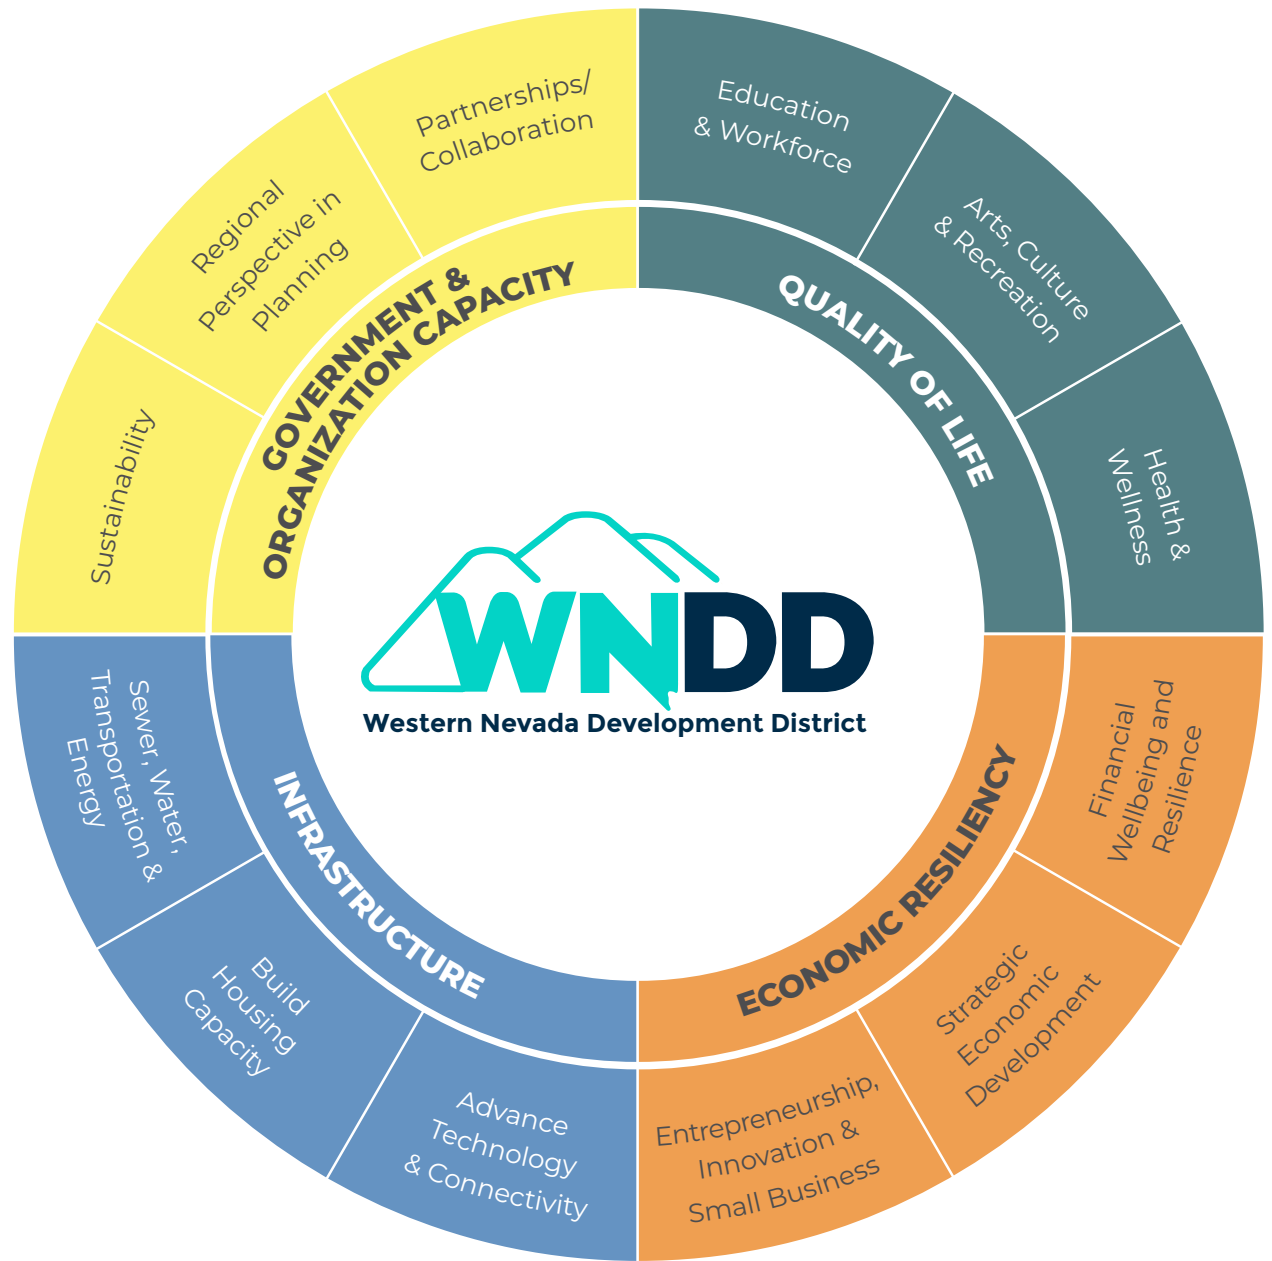 Partnerships/
Collaboration
Education
& Workforce
Regional
Perspective in
Planning
Arts, Culture
& Recreation
Sustainability
Health &
Wellness
GOVERNMENT &
ORGANIZATION CAPACITY
QUALITY OF LIFE
WNDD
Western Nevada Development District
INFRASTRUCTURE
ECONOMIC RESILIENCY
Sewer, Water,
Transportation &
Energy
Financial
Wellbeing and
Resilience
Build
Housing
Capacity
Strategic
Economic
Development
Advance
Technology
& Connectivity
Entrepreneurship,
Innovation &
Small Business